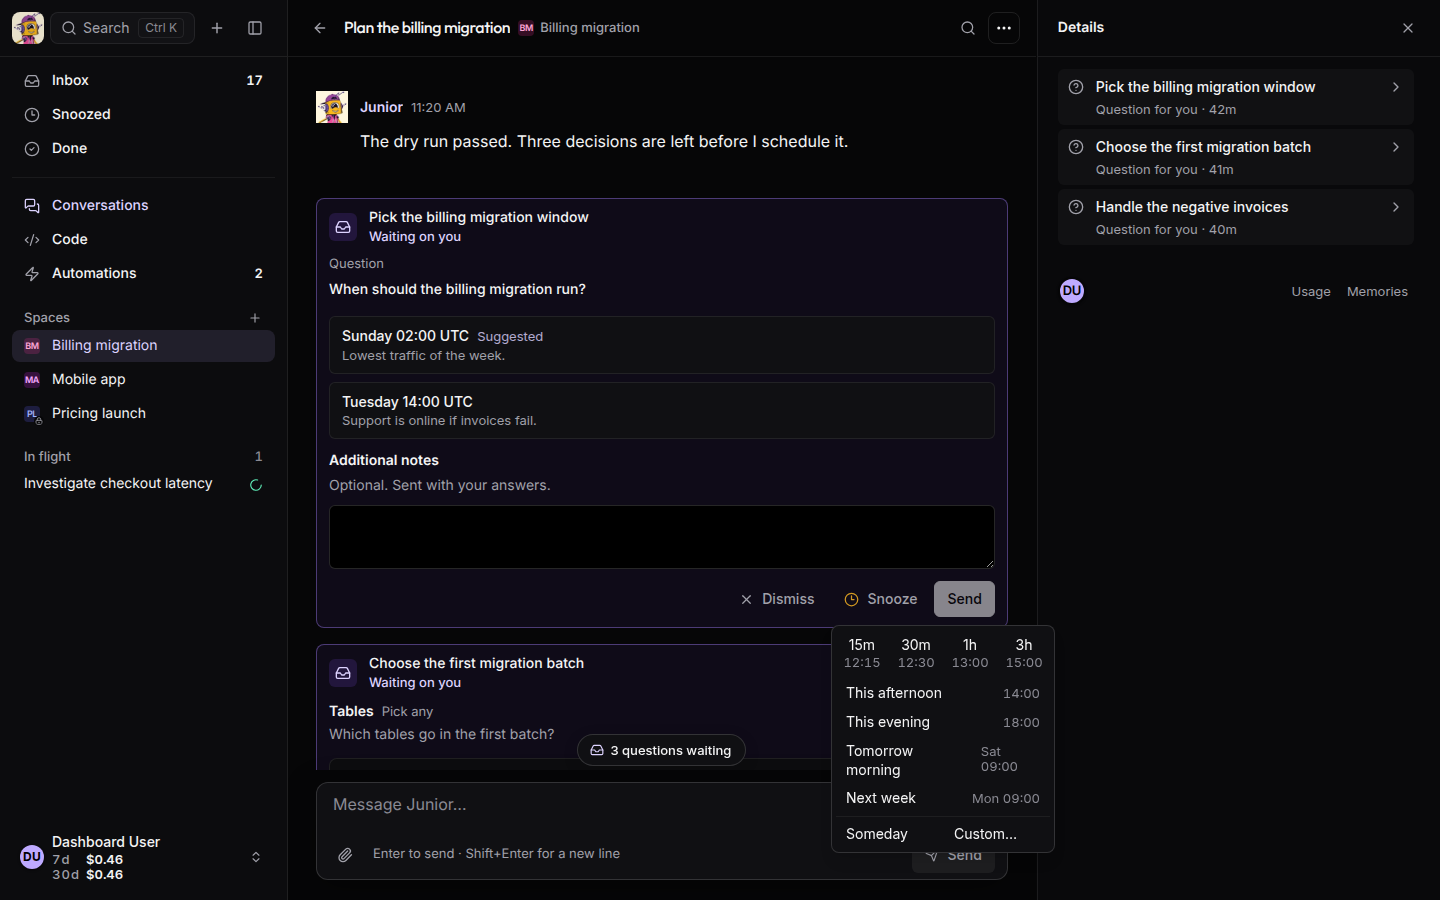 Search Ctrl K
Inbox 17
Snoozed
Done
Conversations
Code
Automations 2
Spaces
BM Billing migration
MA Mobile app
PL Pricing launch
In flight 1
Investigate checkout latency
DU Dashboard User
7d $0.46
30d $0.46
Plan the billing migration BM Billing migration
Junior 11:20 AM
The dry run passed. Three decisions are left before I schedule it.
Pick the billing migration window
Waiting on you
Question
When should the billing migration run?
Sunday 02:00 UTC Suggested
Lowest traffic of the week.
Tuesday 14:00 UTC
Support is online if invoices fail.
Additional notes
Optional. Sent with your answers.
Dismiss Snooze Send
15m 30m 1h 3h
12:15 12:30 13:00 15:00
This afternoon 14:00
This evening 18:00
Tomorrow morning Sat 09:00
Next week Mon 09:00
Someday Custom...
Choose the first migration batch
Waiting on you
Tables Pick any
Which tables go in the first batch?
3 questions waiting
Message Junior...
Enter to send · Shift+Enter for a new line
Send
Details
Pick the billing migration window
Question for you · 42m
Choose the first migration batch
Question for you · 41m
Handle the negative invoices
Question for you · 40m
DU Usage Memories